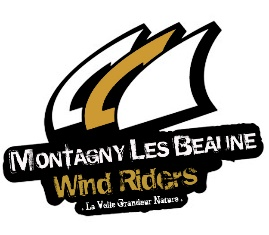 Montagny Les Beaune
Wind Riders
. La Voile Grandeur Nature .